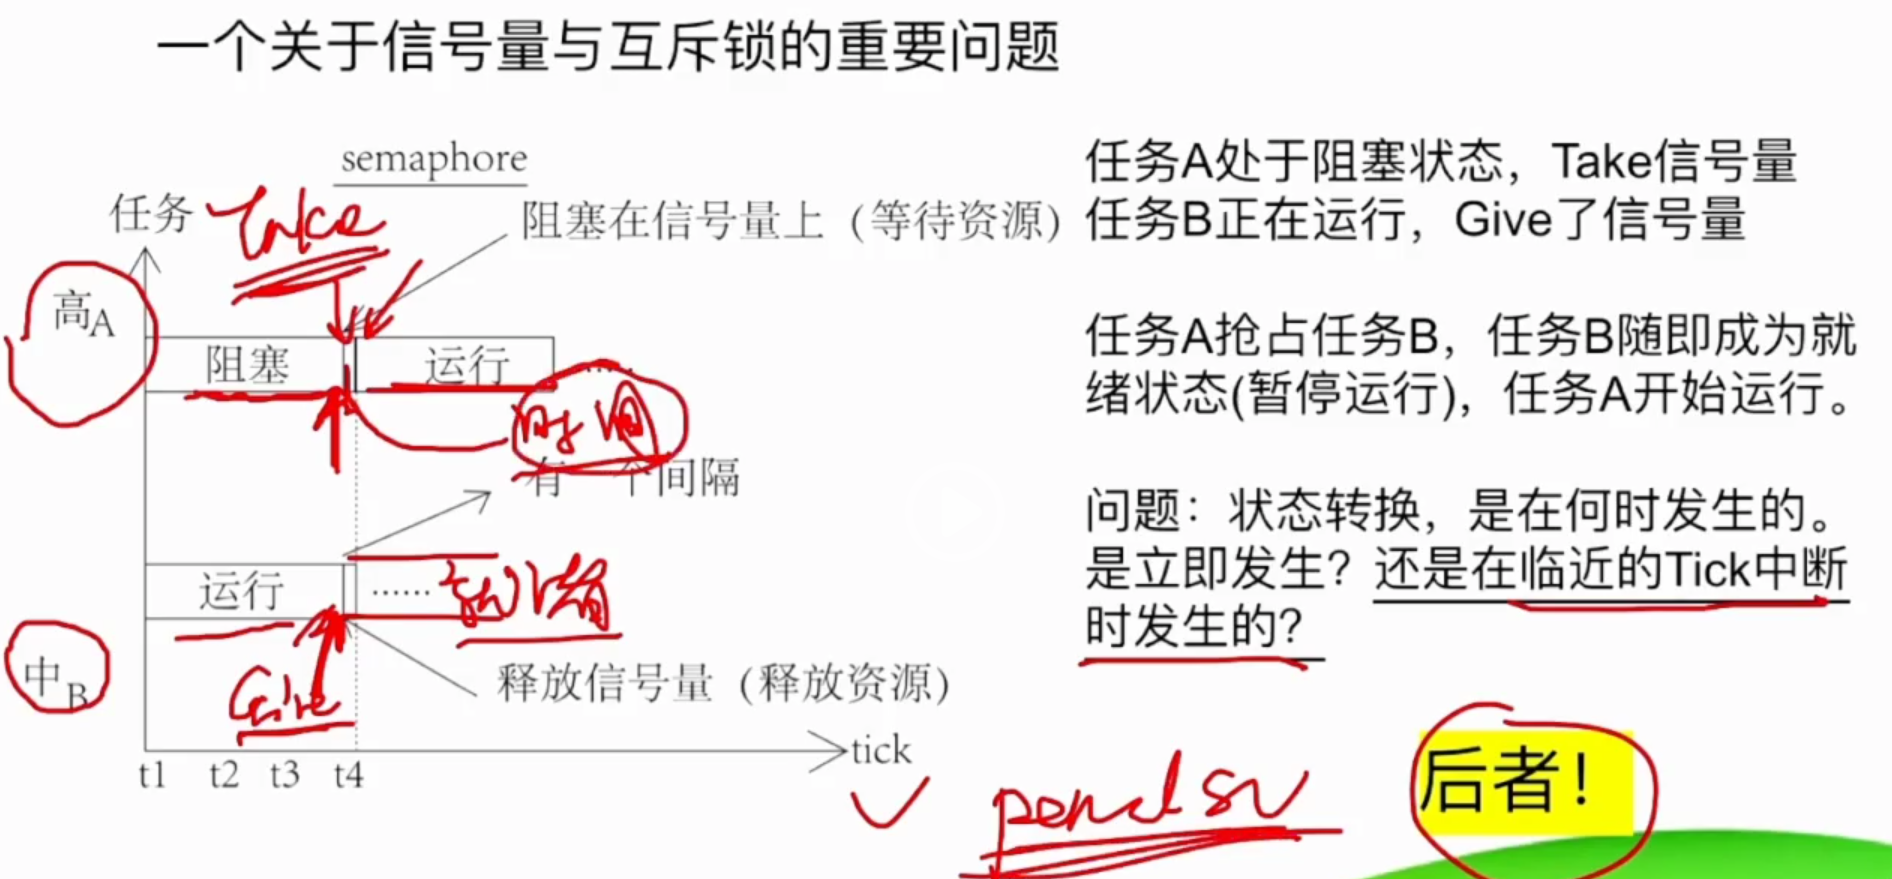 一个关于信号量与互斥锁的重要问题
semaphore
任务
Take
阻塞在信号量上（等待资源）
高A
阻塞
运行
......
时间
有一个间隔
运行
......
就绪
中B
Give
释放信号量（释放资源）
tick
t1 t2 t3 t4
任务A处于阻塞状态，Take信号量
任务B正在运行，Give了信号量
任务A抢占任务B，任务B随即成为就
绪状态(暂停运行)，任务A开始运行。
问题：状态转换，是在何时发生的。
是立即发生？还是在临近的Tick中断
时发生的？
pendsv
后者！